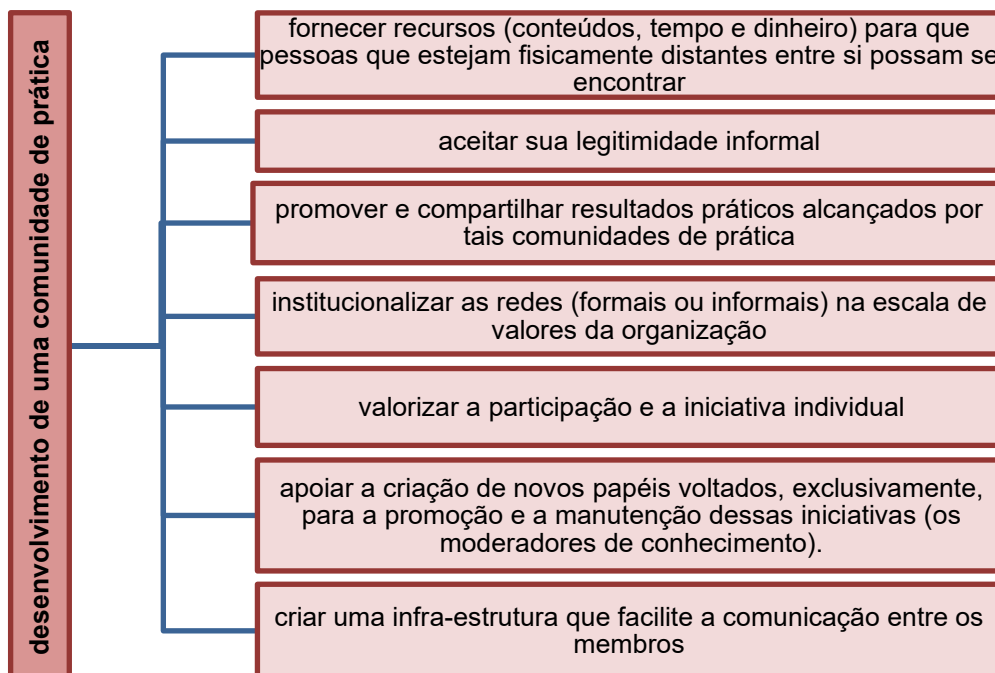 desenvolvimento de uma comunidade de prática
fornecer recursos (conteúdos, tempo e dinheiro) para que
pessoas que estejam fisicamente distantes entre si possam se
encontrar
aceitar sua legitimidade informal
promover e compartilhar resultados práticos alcançados por
tais comunidades de prática
institucionalizar as redes (formais ou informais) na escala de
valores da organização
valorizar a participação e a iniciativa individual
apoiar a criação de novos papéis voltados, exclusivamente,
para a promoção e a manutenção dessas iniciativas (os
moderadores de conhecimento).
criar uma infra-estrutura que facilite a comunicação entre os
membros